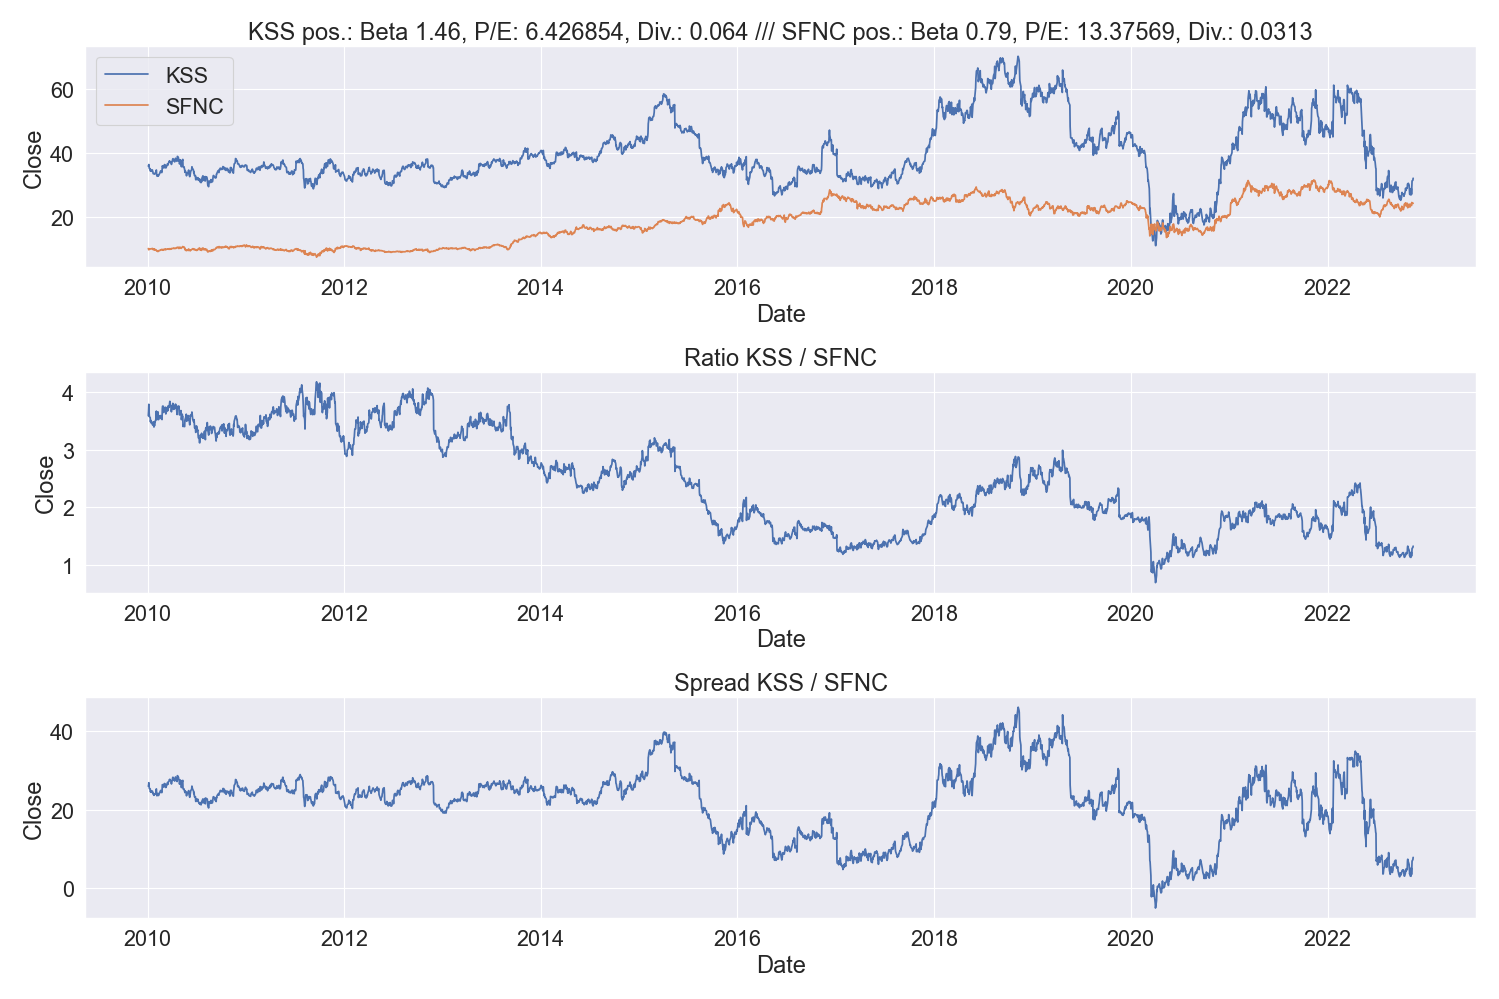 KSS pos.: Beta 1.46, P/E: 6.426854, Div.: 0.064 /// SFNC pos.: Beta 0.79, P/E: 13.37569, Div.: 0.0313
KSS
SFNC
Close
60
40
20
2010 2012 2014 2016 2018 2020 2022
Date
Ratio KSS / SFNC
Close
4
3
2
1
2010 2012 2014 2016 2018 2020 2022
Date
Spread KSS / SFNC
Close
40
20
0
2010 2012 2014 2016 2018 2020 2022
Date